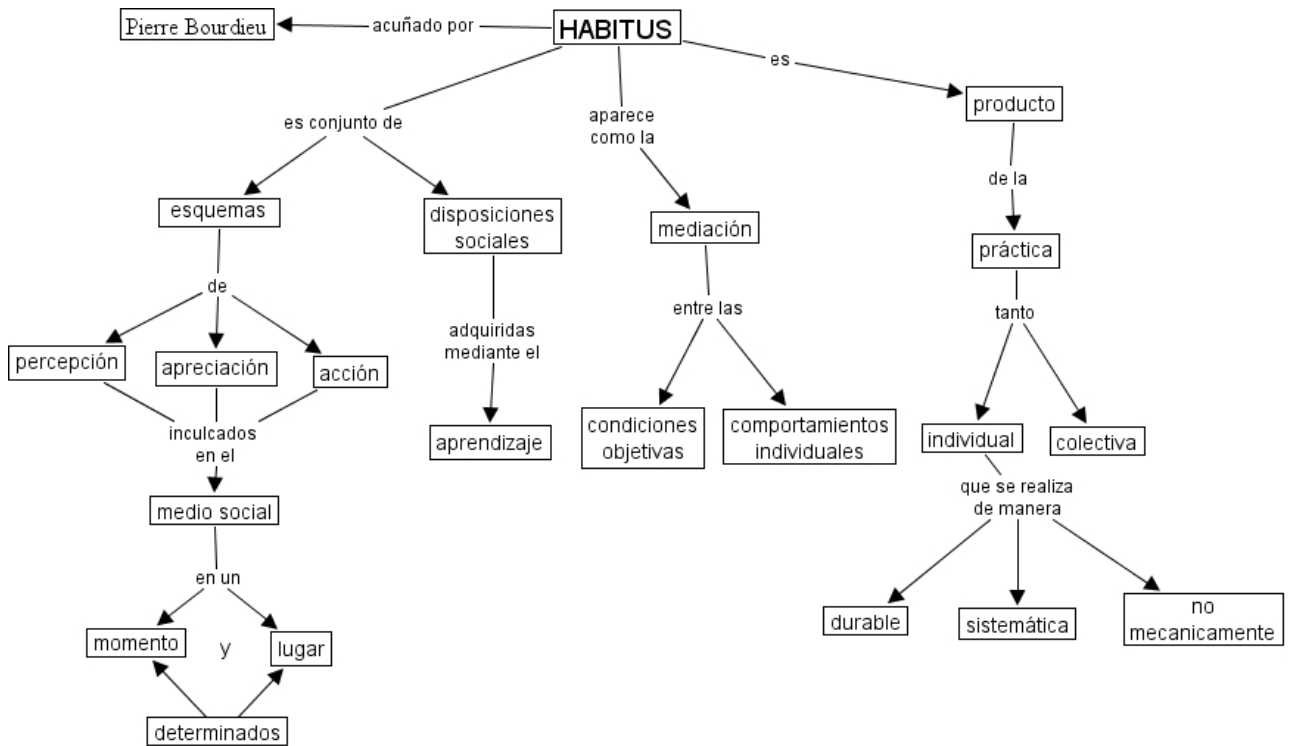 Pierre Bourdieu
acuñado por
HABITUS
es
producto
es conjunto de
aparece
como la
de la
esquemas
disposiciones
sociales
mediación
práctica
de
entre las
tanto
adquiridas
mediante el
percepción
apreciación
acción
inculcados
en el
aprendizaje
condiciones
objetivas
comportamientos
individuales
individual
colectiva
que se realiza
de manera
medio social
en un
durable
sistemática
no
mecanicamente
momento
y
lugar
determinados